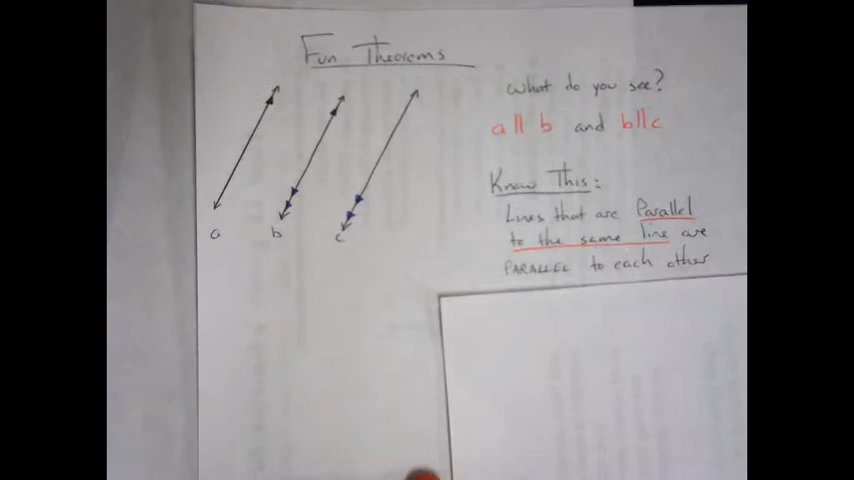 Fun Theorems
What do you see?
a || b and b || c
Know This:
Lines that are Parallel
to the same line are
PARALLEL to each other
a
b
c